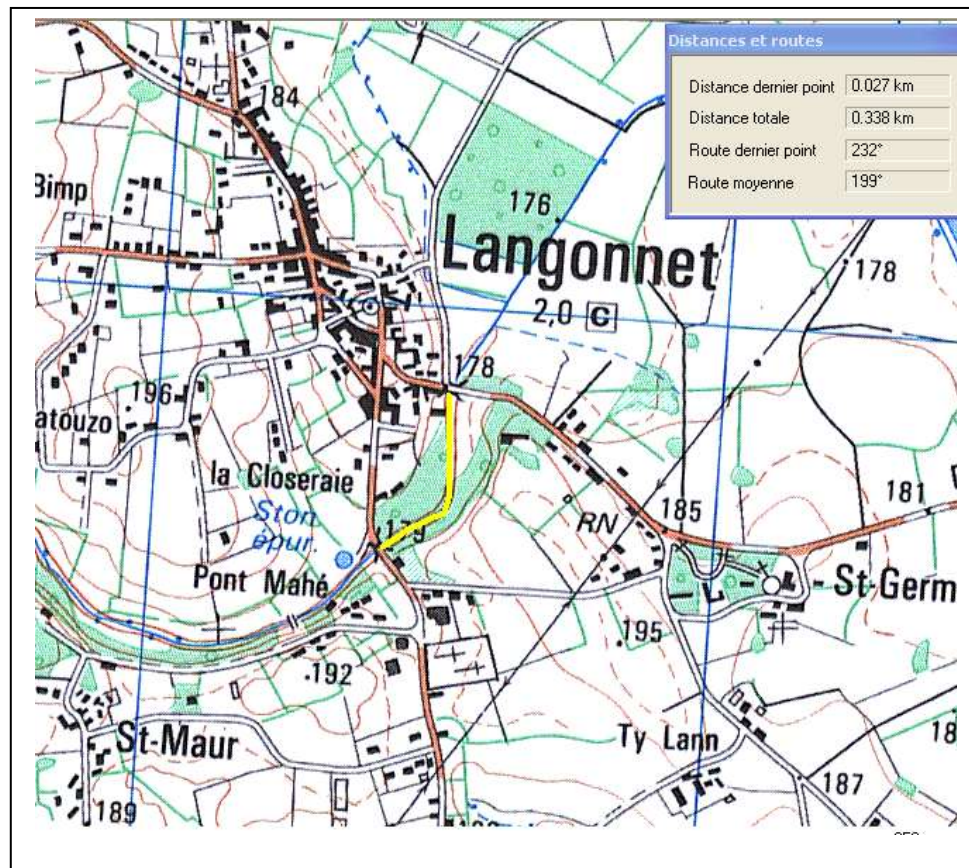 Distances et routes
Distance dernier point 0.027 km
Distance totale 0.338 km
Route dernier point 232°
Route moyenne 199°
184
Bimp
176
Langonnet
178
2,0 C
178
196
atouzo
la Closeraie
181
Ston
épur.
179
RN
185
Pont Mahé
St-Germ
195
192
St-Maur
Ty Lann
18
187
189